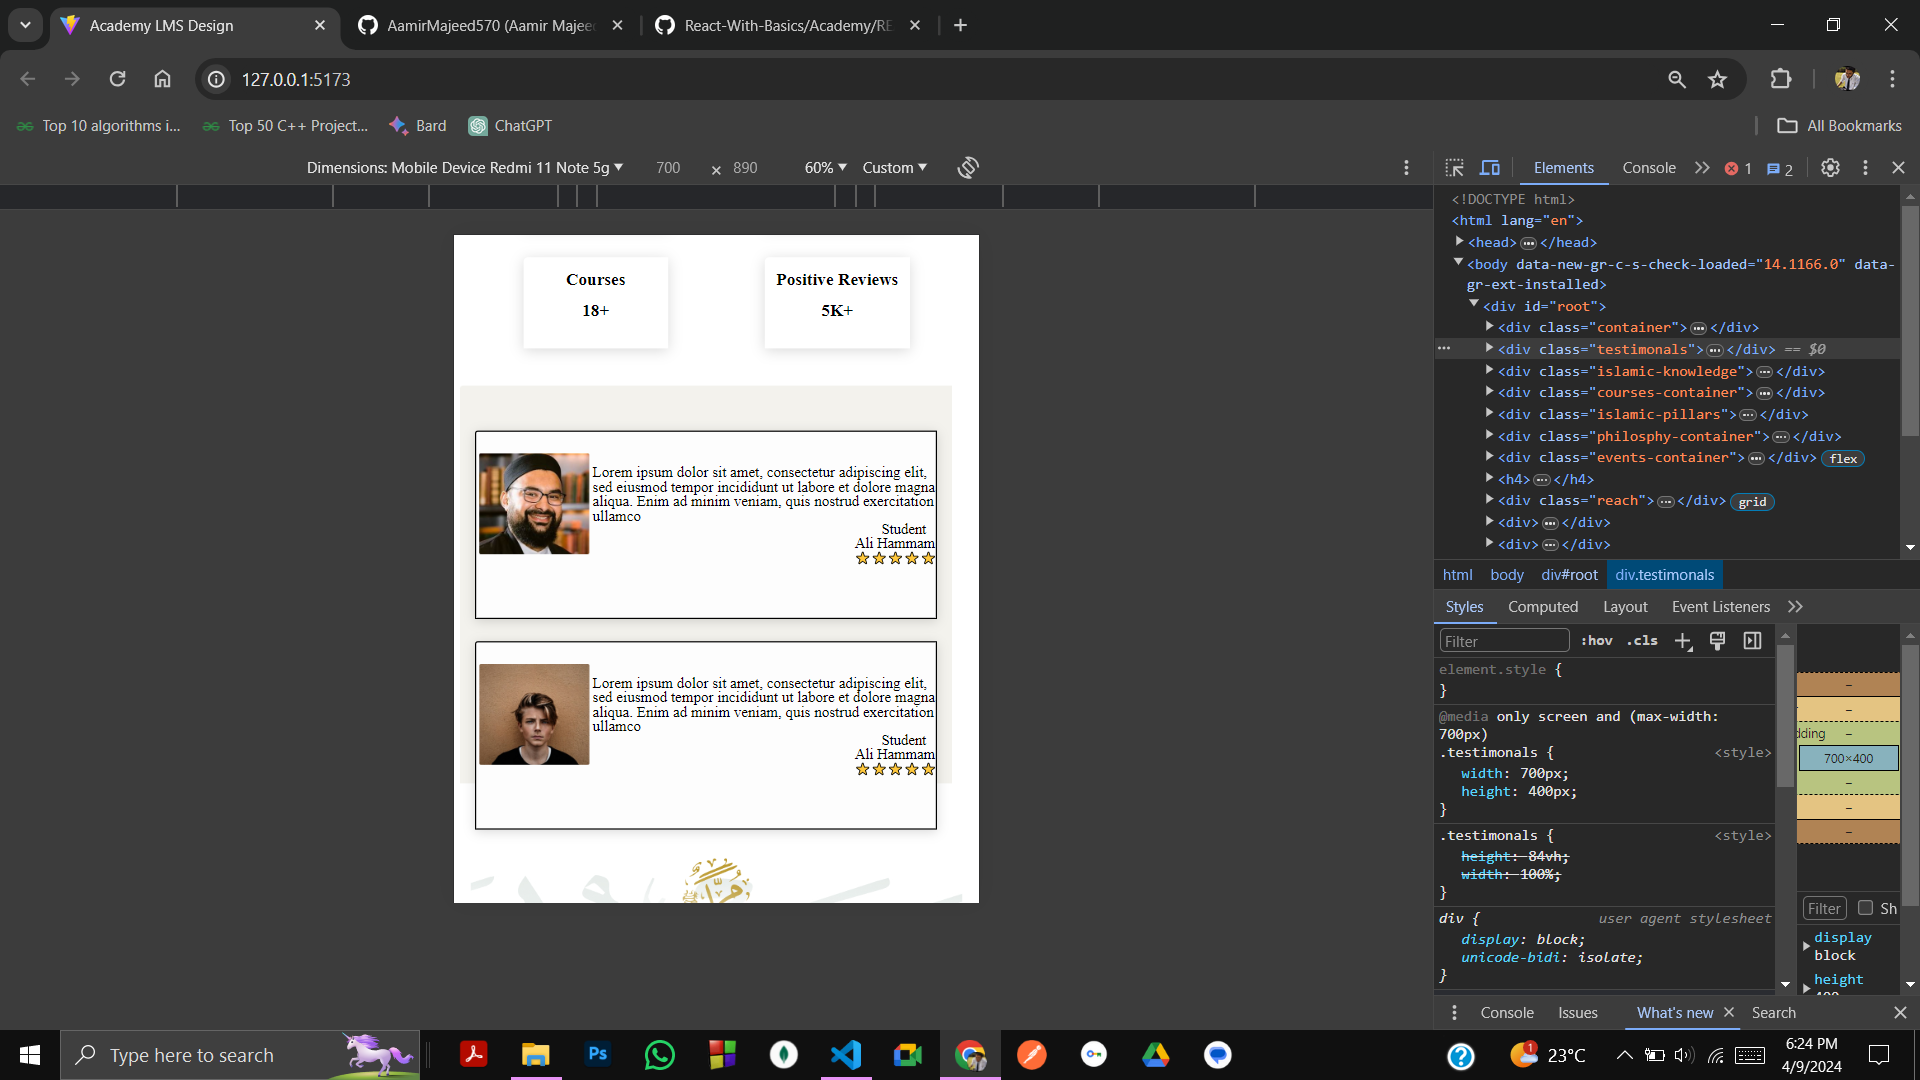 Academy LMS Design
AamirMajeed570 (Aamir Majee
React-With-Basics/Academy/RE
127.0.0.1:5173
Top 10 algorithms i...
Top 50 C++ Project...
Bard
ChatGPT
All Bookmarks
Dimensions: Mobile Device Redmi 11 Note 5g
700 × 890
60%
Custom
Elements
Console
1
2
Courses
18+
Positive Reviews
5K+
Lorem ipsum dolor sit amet, consectetur adipiscing elit,
sed eiusmod tempor incididunt ut labore et dolore magna
aliqua. Enim ad minim veniam, quis nostrud exercitation
ullamco
Student
Ali Hammam
Lorem ipsum dolor sit amet, consectetur adipiscing elit,
sed eiusmod tempor incididunt ut labore et dolore magna
aliqua. Enim ad minim veniam, quis nostrud exercitation
ullamco
Student
Ali Hammam
<!DOCTYPE html>
<html lang="en">
<head>…</head>
<body data-new-gr-c-s-check-loaded="14.1166.0" data-
gr-ext-installed>
<div id="root">
<div class="container">…</div>
<div class="testimonals">…</div> == $0
<div class="islamic-knowledge">…</div>
<div class="courses-container">…</div>
<div class="islamic-pillars">…</div>
<div class="philosphy-container">…</div>
<div class="events-container">…</div> flex
<h4>…</h4>
<div class="reach">…</div> grid
<div>…</div>
<div>…</div>
html body div#root div.testimonals
Styles Computed Layout Event Listeners
Filter :hov .cls
element.style {
}
@media only screen and (max-width:
700px)
.testimonals { <style>
width: 700px;
height: 400px;
}
.testimonals { <style>
height: 84vh;
width: 100%;
}
div { user agent stylesheet
display: block;
unicode-bidi: isolate;
}
–
–
dding –
700×400
–
–
–
Filter Sh
display
block
height
Console Issues What's new Search
Type here to search
Ps
1
23°C
6:24 PM
4/9/2024